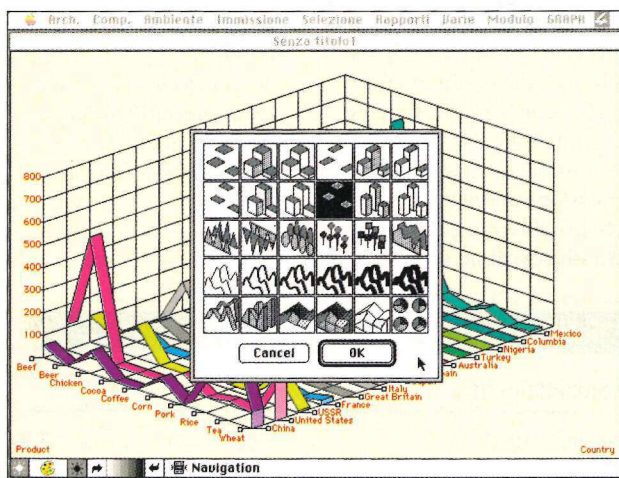 Arch. Comp. Ambiente Immissione Selezione Rapporti Varie Modulo GRAPH
Senza titolo1
800
700
600
500
400
300
200
100
Beef
Beer
Chicken
Cocoa
Coffee
Corn
Pork
Rice
Tea
Wheat
China
United States
USSR
France
Great Britain
Italy
ain
Australia
Turkey
Nigeria
Columbia
Mexico
Cancel
OK
Product
Country
Navigation